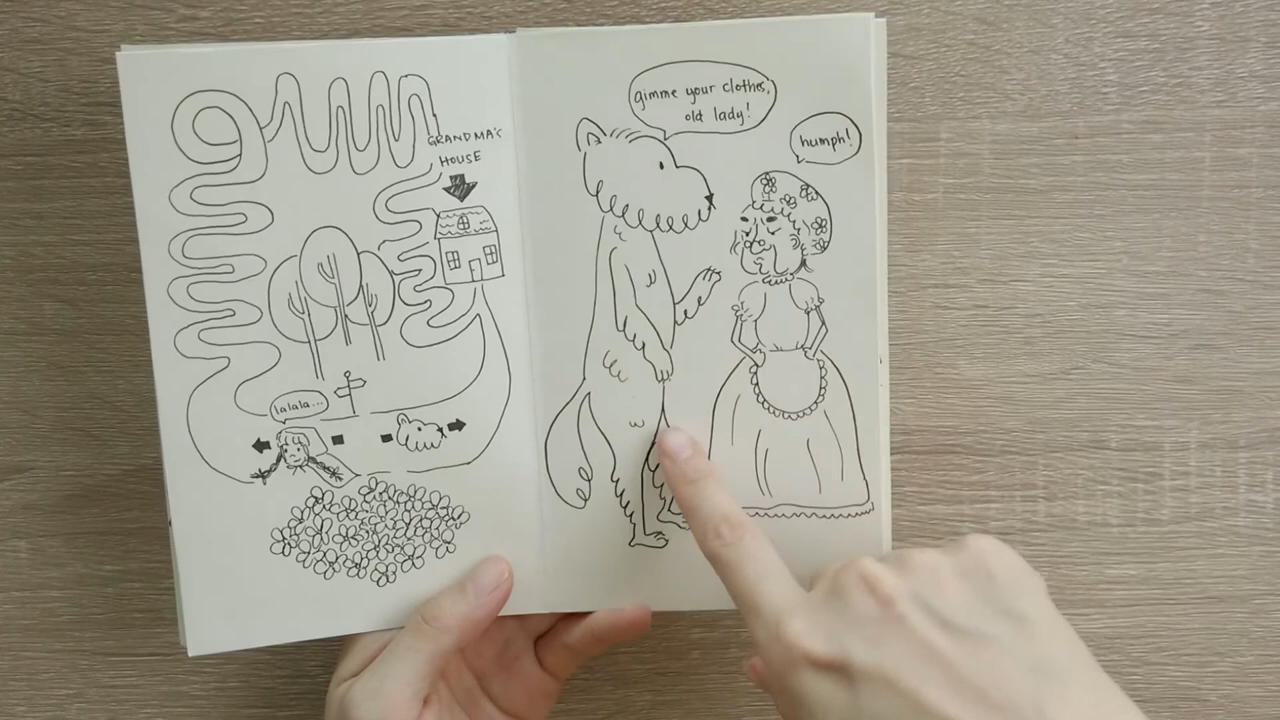 GRANDMA'S
HOUSE
lalala...
gimme your clothes,
old lady!
humph!